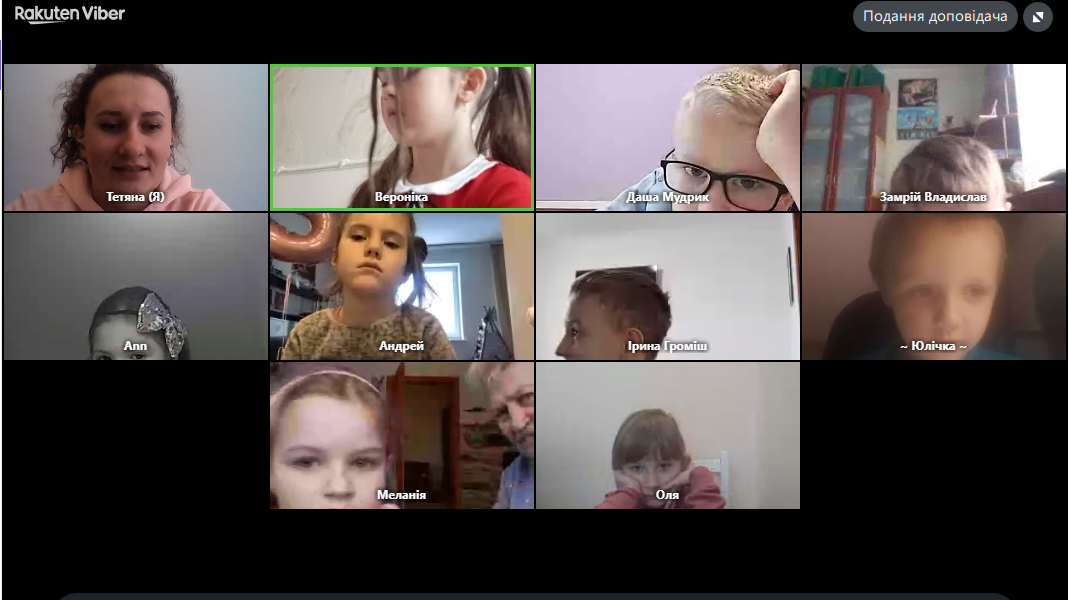 Rakuten Viber
Подання доповідача
Тетяна (Я)
Вероніка
Даша Мудрик
Замрій Владислав
Ann
Андрей
Ірина Громіш
~ Юлічка ~
Меланія
Оля